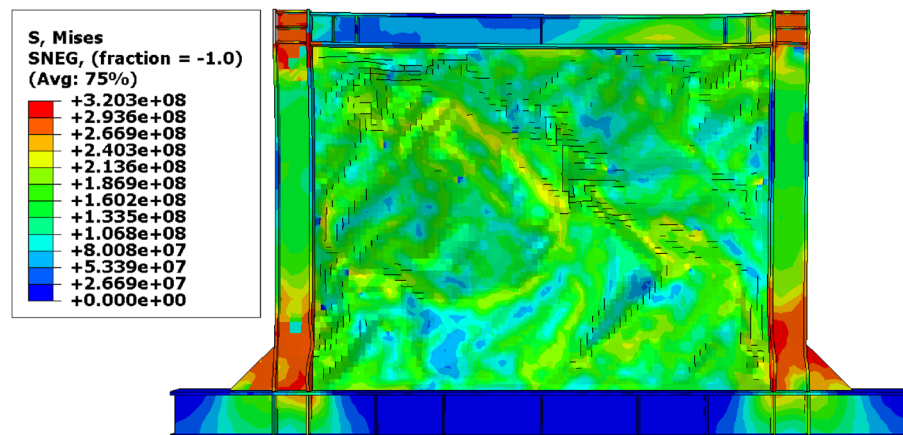 S, Mises
SNEG, (fraction = -1.0)
(Avg: 75%)
+3.203e+08
+2.936e+08
+2.669e+08
+2.403e+08
+2.136e+08
+1.869e+08
+1.602e+08
+1.335e+08
+1.068e+08
+8.008e+07
+5.339e+07
+2.669e+07
+0.000e+00